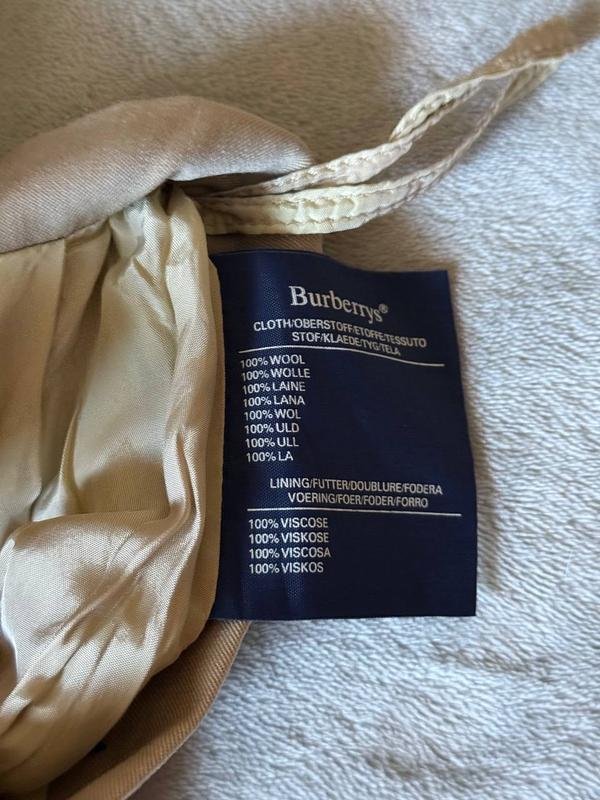 Burberrys®
CLOTH/OBERSTOFF/ETOFFE/TESSUTO
STOF/KLAEDE/TYG/TELA
100% WOOL
100% WOLLE
100% LAINE
100% LANA
100% WOL
100% ULD
100% ULL
100% LA
LINING/FUTTER/DOUBLURE/FODERA
VOERING/FOER/FODER/FORRO
100% VISCOSE
100% VISKOSE
100% VISCOSA
100% VISKOS